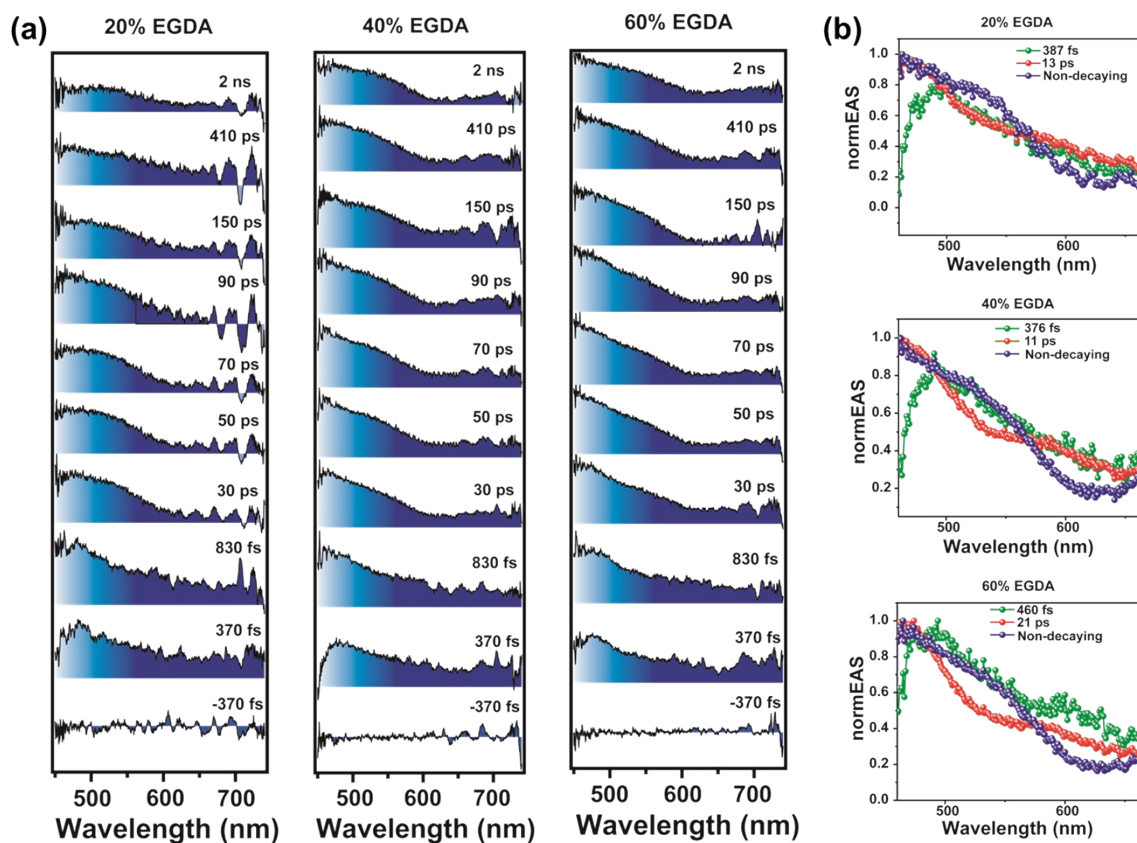 (a)
20% EGDA
2 ns
410 ps
150 ps
90 ps
70 ps
50 ps
30 ps
830 fs
370 fs
-370 fs
500 600 700
Wavelength (nm)
40% EGDA
2 ns
410 ps
150 ps
90 ps
70 ps
50 ps
30 ps
830 fs
370 fs
-370 fs
500 600 700
Wavelength (nm)
60% EGDA
2 ns
410 ps
150 ps
90 ps
70 ps
50 ps
30 ps
830 fs
370 fs
-370 fs
500 600 700
Wavelength (nm)
(b)
20% EGDA
387 fs
13 ps
Non-decaying
normEAS
1.0
0.8
0.6
0.4
0.2
0.0
500 600
Wavelength (nm)
40% EGDA
376 fs
11 ps
Non-decaying
normEAS
1.0
0.8
0.6
0.4
0.2
500 600
Wavelength (nm)
60% EGDA
460 fs
21 ps
Non-decaying
normEAS
1.0
0.8
0.6
0.4
0.2
0.0
500 600
Wavelength (nm)